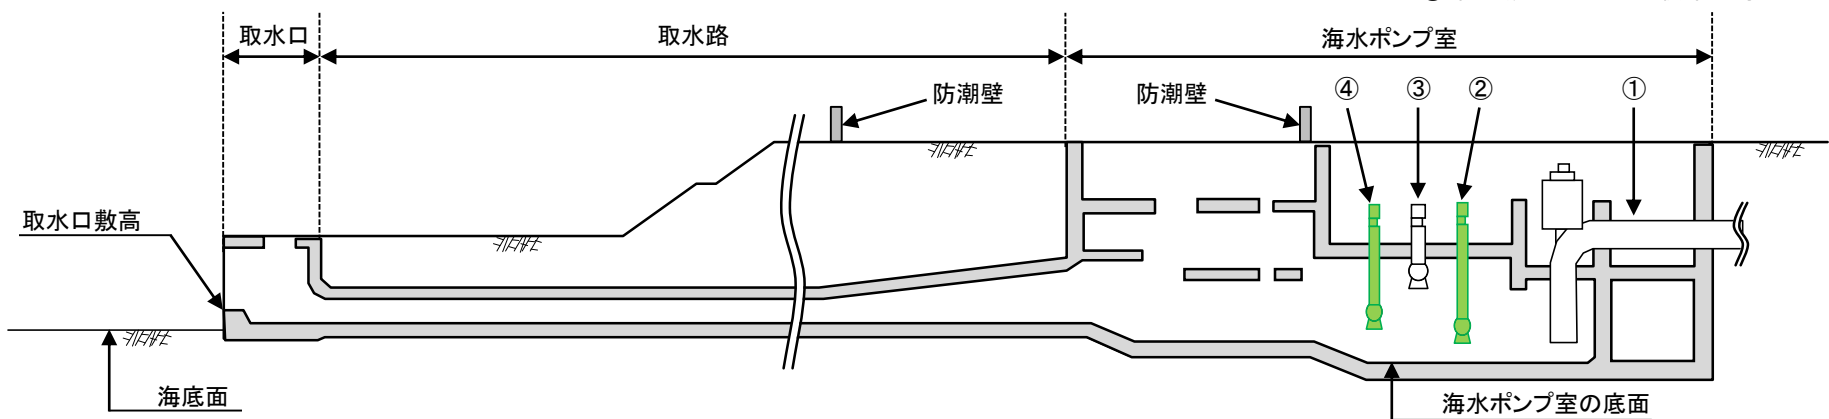 取水口
取水路
海水ポンプ室
防潮壁
防潮壁
④
③
②
①
取水口敷高
海底面
海水ポンプ室の底面